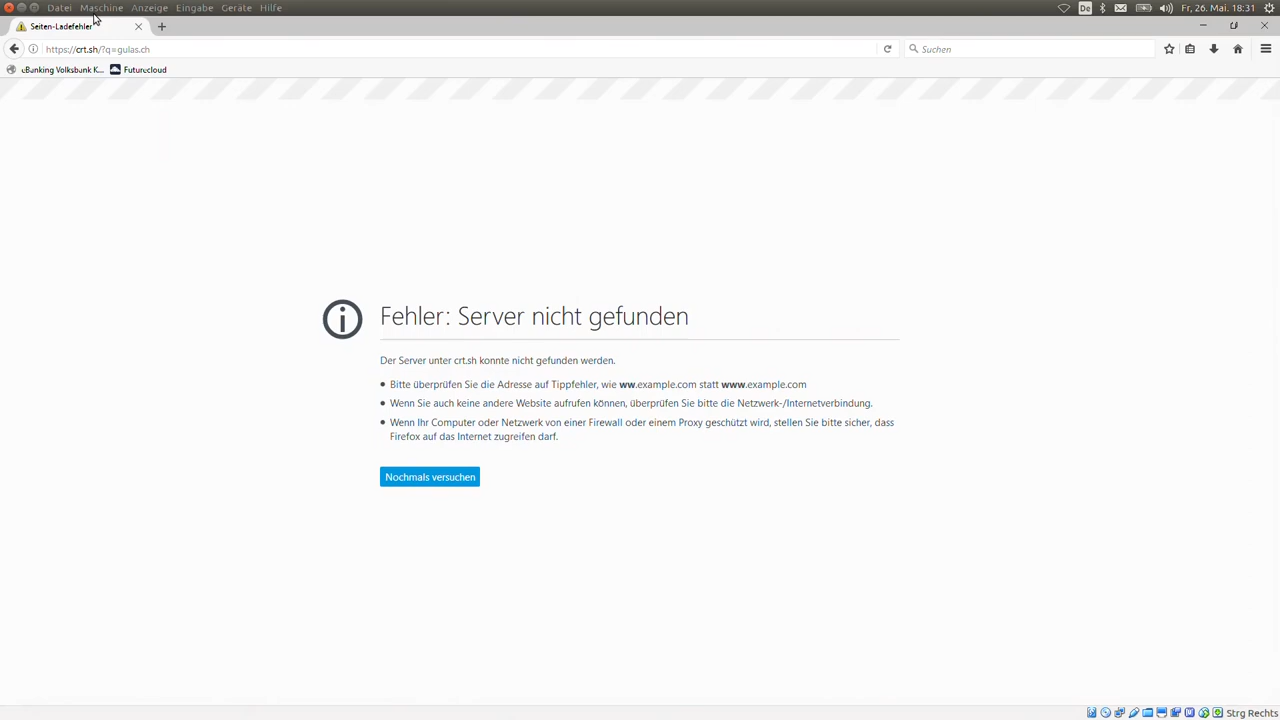 Datei Maschine Anzeige Eingabe Geräte Hilfe De Fr, 26. Mai. 18:31
Seiten-Ladefehler
https://crt.sh/?q=gulas.ch Suchen
eBanking Volksbank K... Futurecloud
Fehler: Server nicht gefunden
Der Server unter crt.sh konnte nicht gefunden werden.
Bitte überprüfen Sie die Adresse auf Tippfehler, wie ww.example.com statt www.example.com
Wenn Sie auch keine andere Website aufrufen können, überprüfen Sie bitte die Netzwerk-/Internetverbindung.
Wenn Ihr Computer oder Netzwerk von einer Firewall oder einem Proxy geschützt wird, stellen Sie bitte sicher, dass
Firefox auf das Internet zugreifen darf.
Nochmals versuchen
Strg Rechts